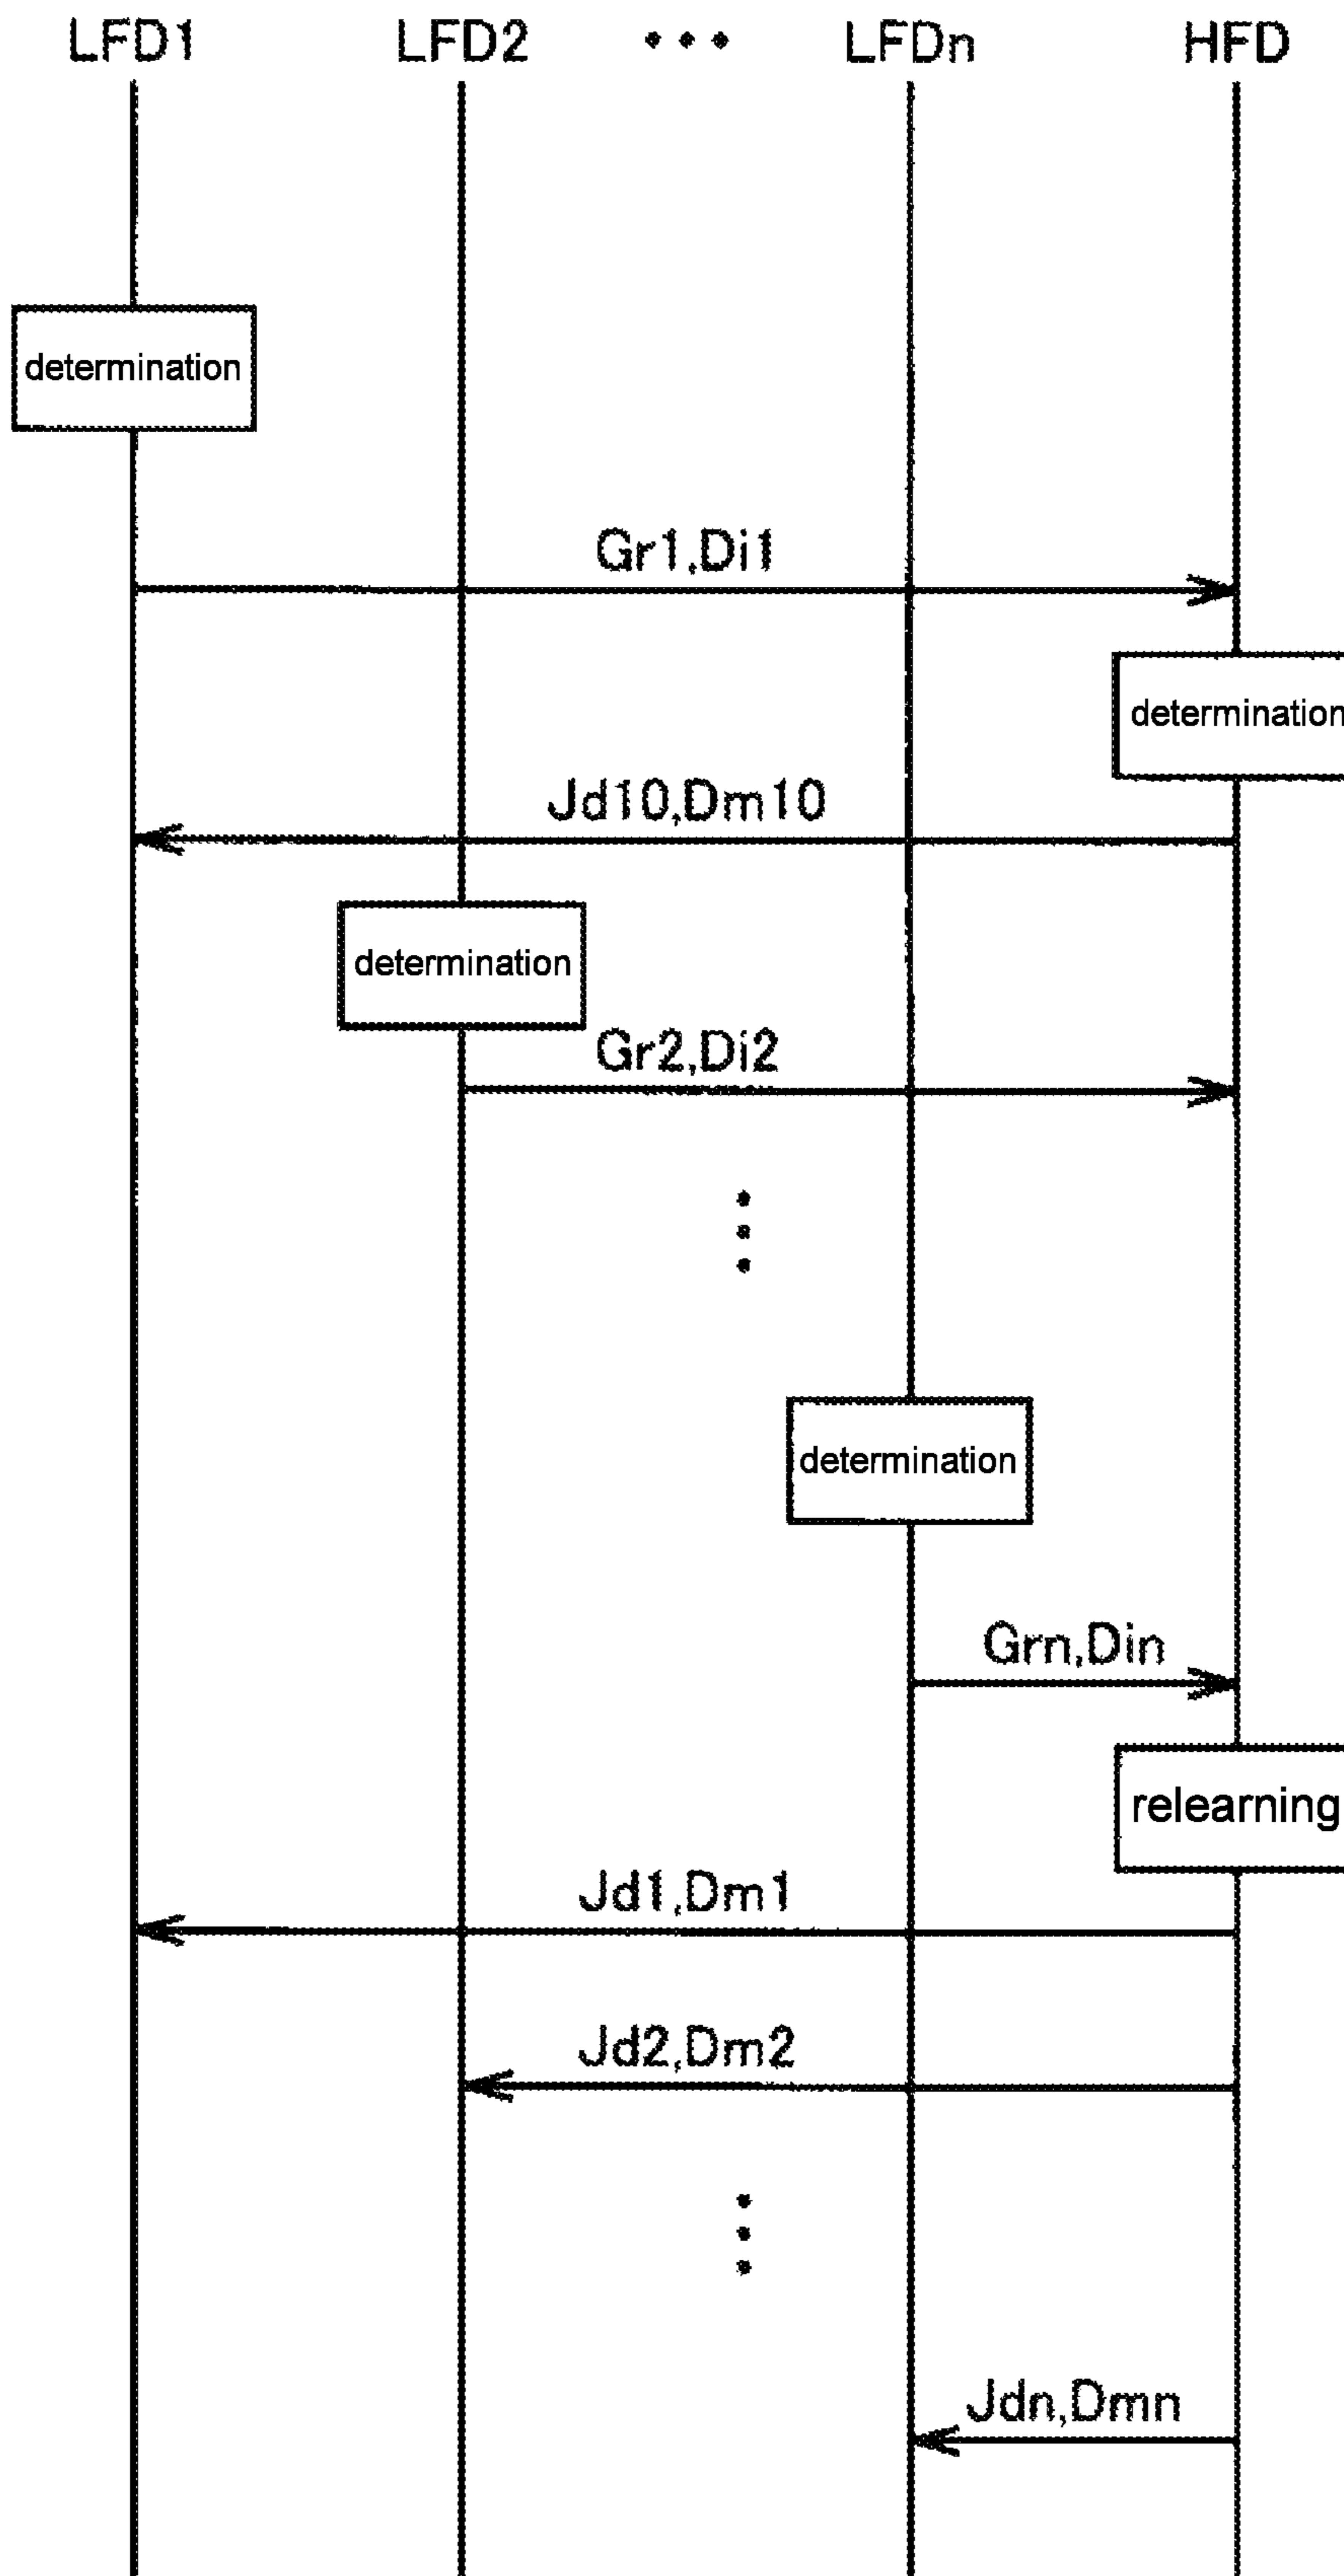 LFD1 LFD2 ••• LFDn HFD
determination
Gr1,Di1
determination
Jd10,Dm10
determination
Gr2,Di2
determination
Grn,Din
relearning
Jd1,Dm1
Jd2,Dm2
Jdn,Dmn